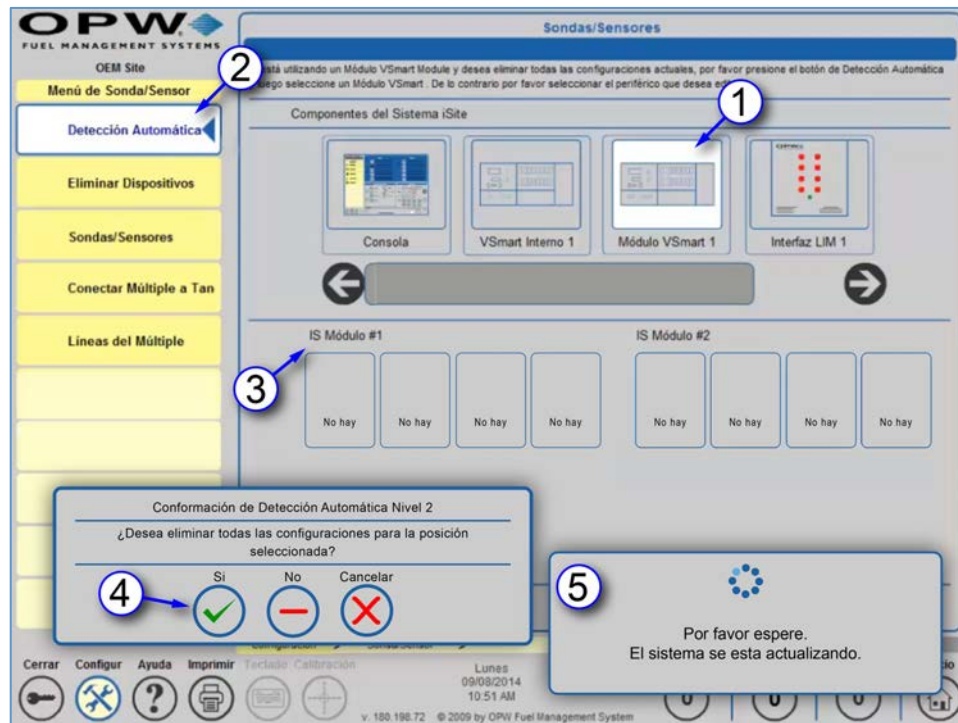 OPW
FUEL MANAGEMENT SYSTEMS
OEM Site
Menú de Sonda/Sensor
Detección Automática
Eliminar Dispositivos
Sondas/Sensores
Conectar Múltiple a Tan
Líneas del Múltiple
2
Sondas/Sensores
está utilizando un Módulo VSmart Module y desea eliminar todas las configuraciones actuales, por favor presione el botón de Detección Automática
luego seleccione un Módulo VSmart . De lo contrario por favor seleccionar el periférico que desea
1
Componentes del Sistema iSite
Consola
VSmart Interno 1
Módulo VSmart 1
Interfaz LIM 1
IS Módulo #1
IS Módulo #2
3
No hay
No hay
No hay
No hay
No hay
No hay
No hay
No hay
Conformación de Detección Automática Nivel 2
¿Desea eliminar todas las configuraciones para la posición
seleccionada?
Si
No
Cancelar
4
5
Por favor espere.
El sistema se esta actualizando.
Cerrar
Configur
Ayuda
Imprimir
Teclado
Calibración
Lunes
09/08/2014
10:51 AM
v. 180.198.72 © 2009 by OPW Fuel Management System
0
0
0